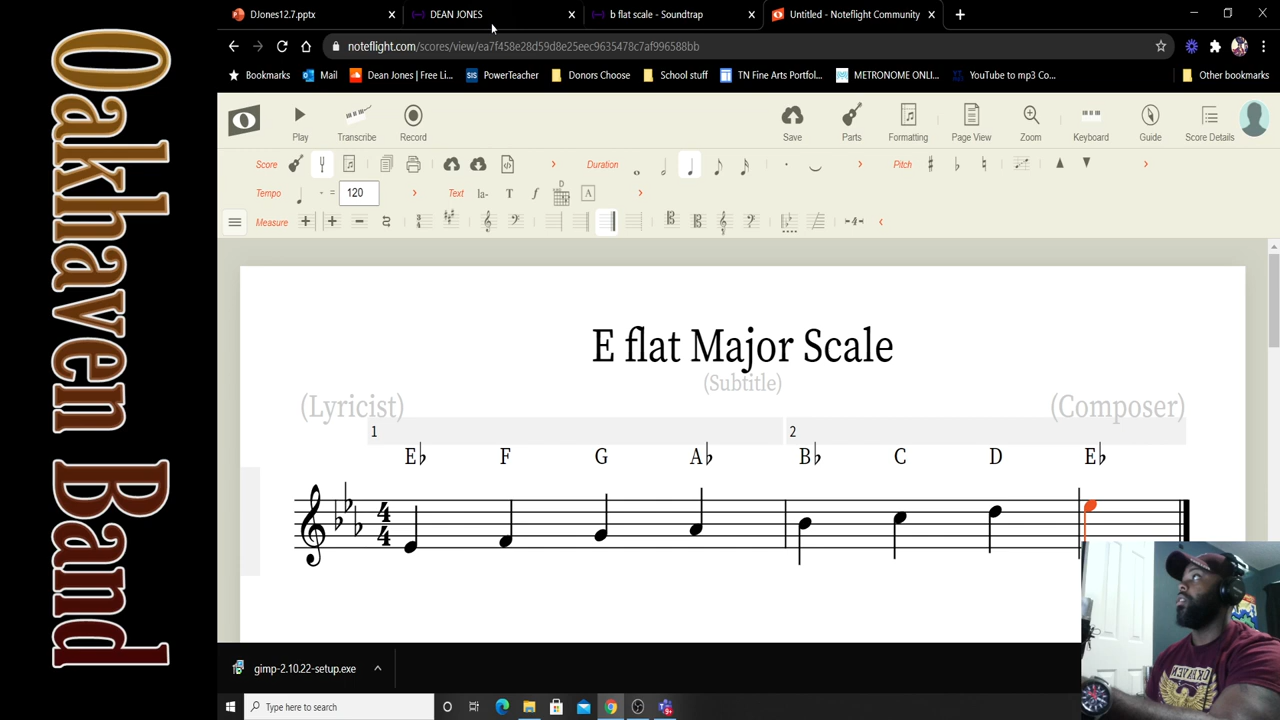 Oakhaven Band
DJones12.7.pptx
DEAN JONES
b flat scale - Soundtrap
Untitled - Noteflight Community
noteflight.com/scores/view/ea7f458e28d59d8e25eec9635478c7af996588bb
Bookmarks Mail Dean Jones | Free Li... PowerTeacher Donors Choose School stuff TN Fine Arts Portfol... METRONOME ONLI... YouTube to mp3 Co... Other bookmarks
Play Transcribe Record Save Parts Formatting Page View Zoom Keyboard Guide Score Details
Score Duration Pitch
Tempo = 120 Text la- T f D A
Measure
E flat Major Scale
(Subtitle)
(Lyricist) (Composer)
1 2
E♭ F G A♭ B♭ C D E♭
4
4
gimp-2.10.22-setup.exe
Type here to search